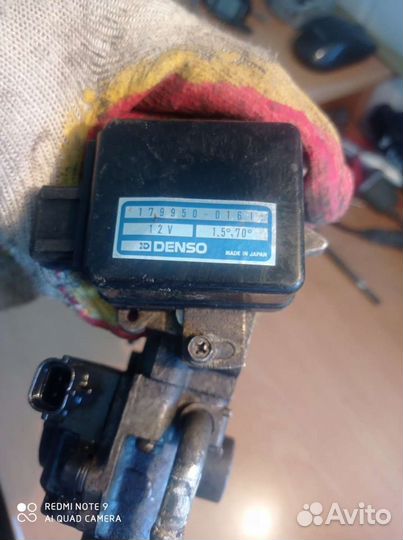 179950-0161
12V 1.5°-70°
DENSO
MADE IN JAPAN
REDMI NOTE 9
AI QUAD CAMERA
Avito